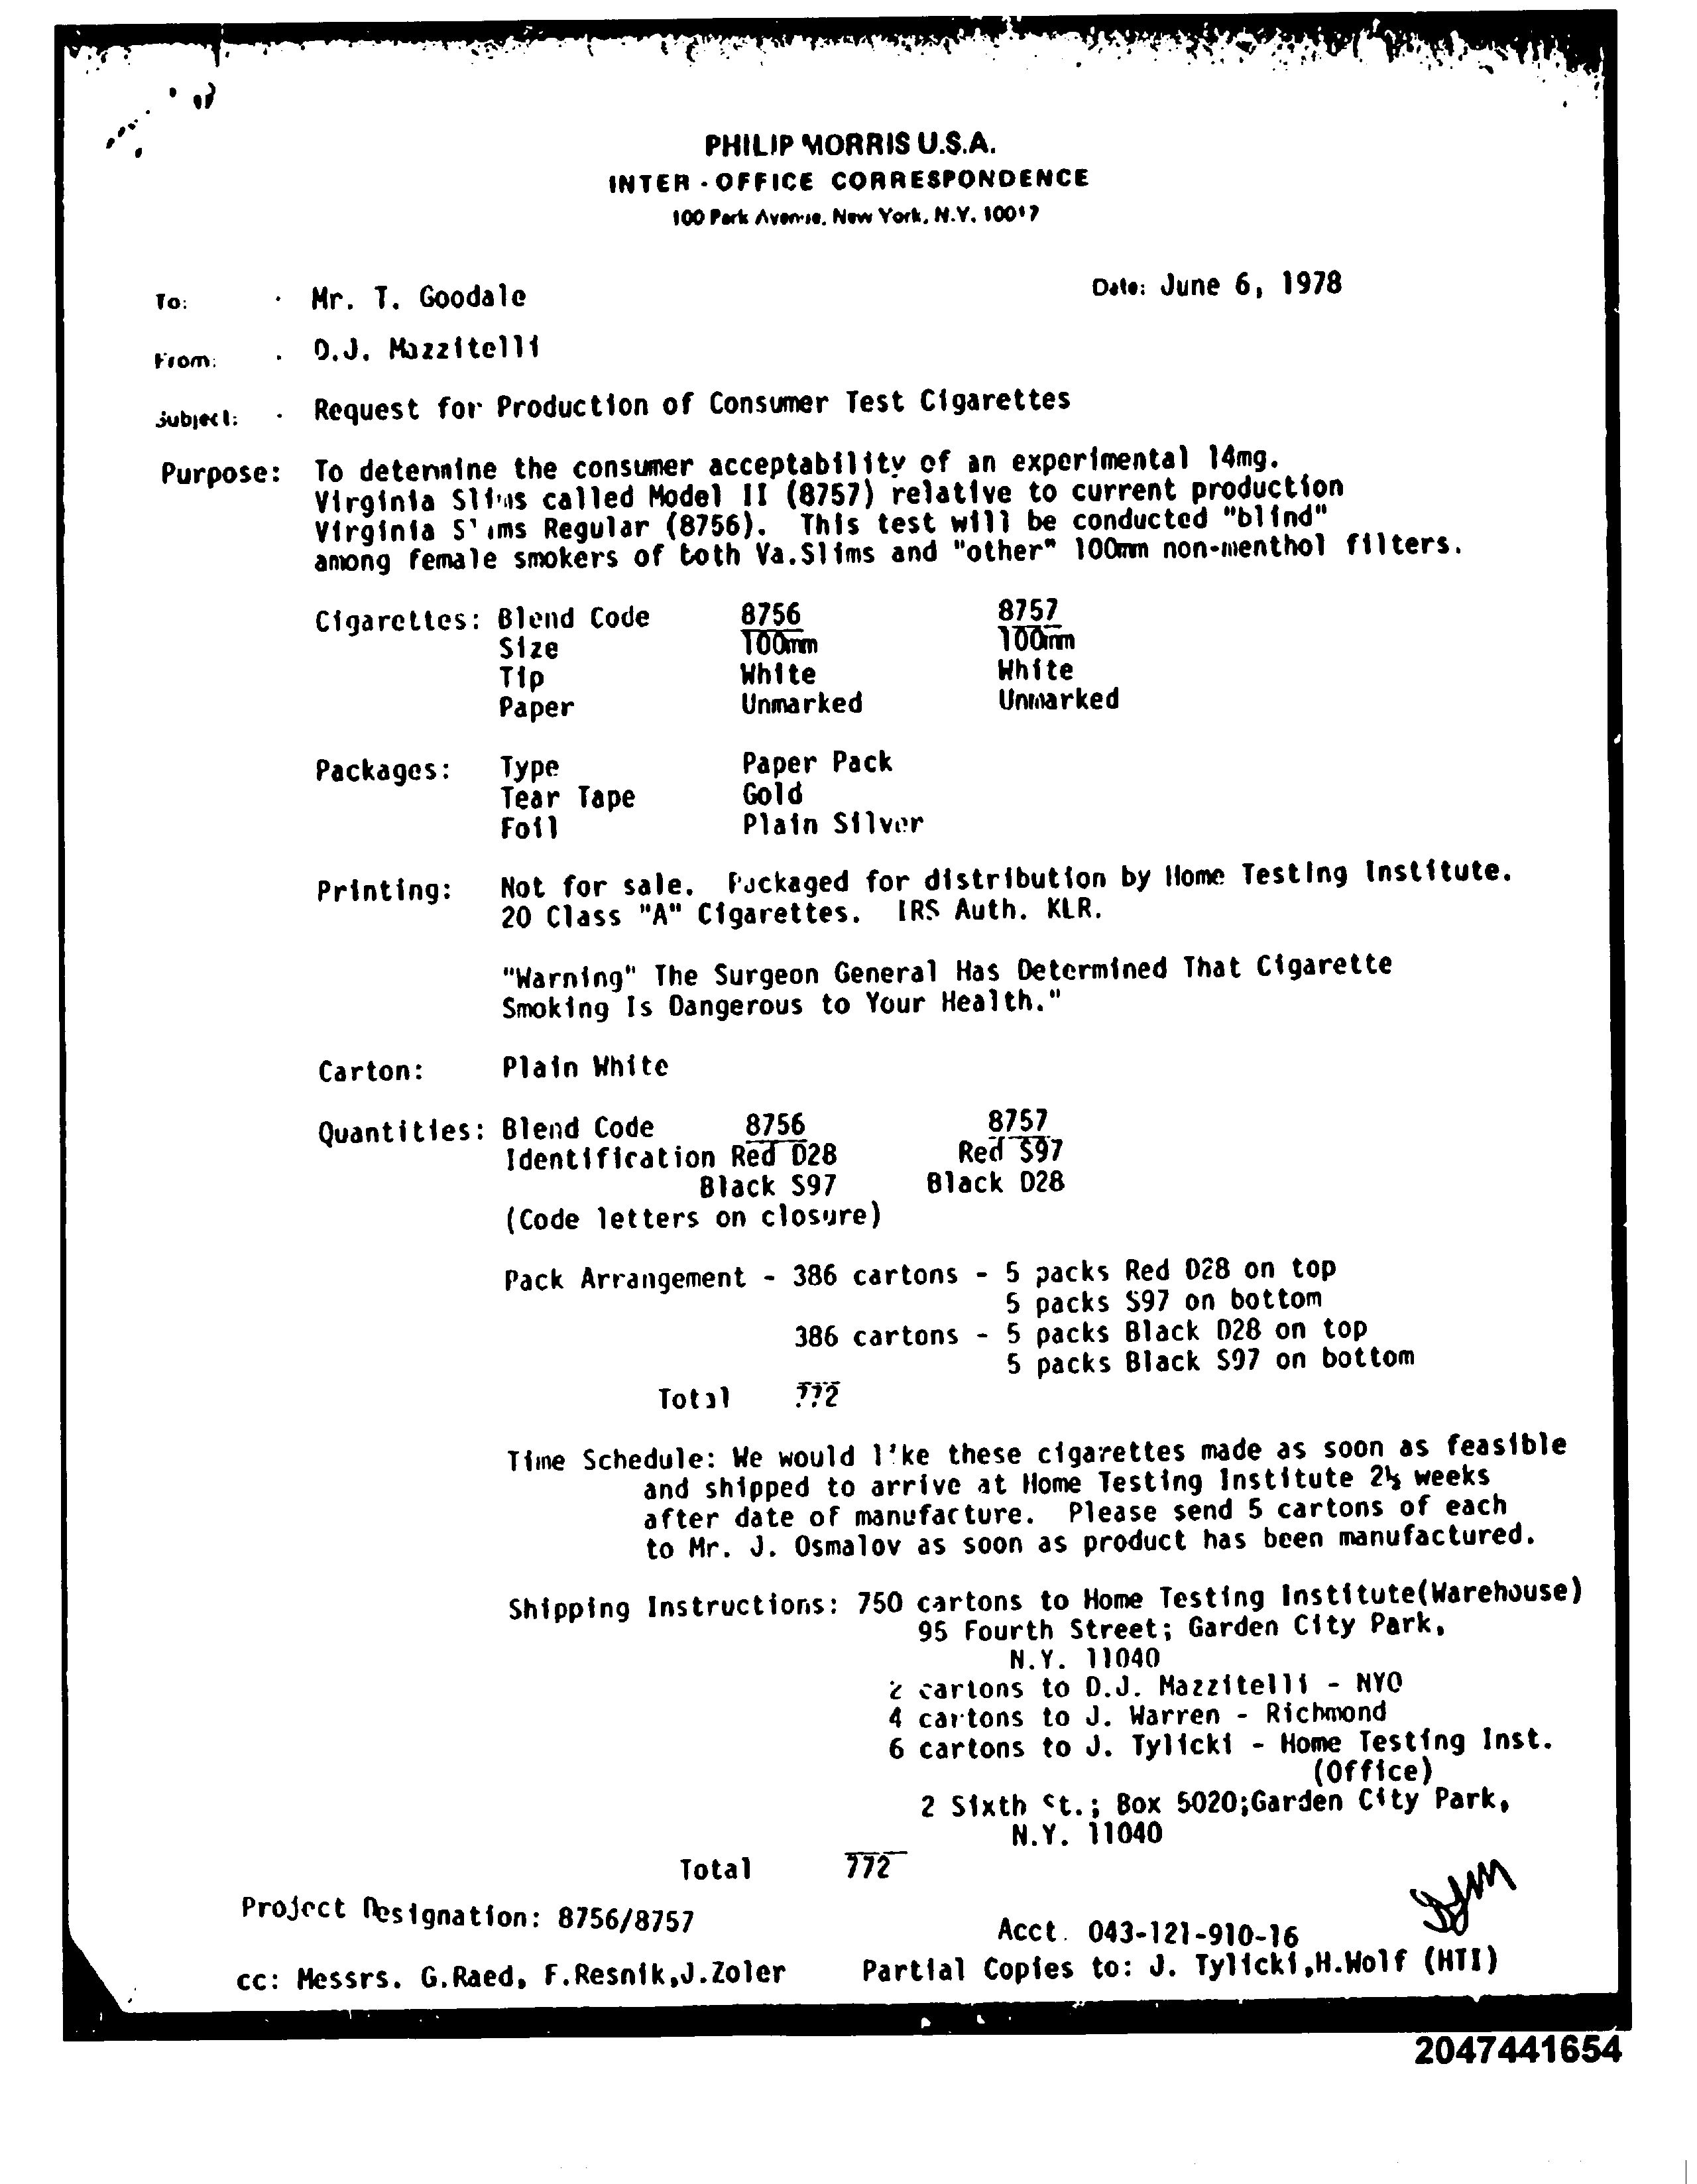 PHILIP MORRIS U.S.A.
INTER - OFFICE CORRESPONDENCE
100 Park Avenue, New York, N.Y. 10017
To: Mr. T. Goodale Date: June 6, 1978
From: D.J. Mazzitelli
Subject: Request for Production of Consumer Test Cigarettes
Purpose: To determine the consumer acceptability of an experimental 14mg.
Virginia Slims called Model II (8757) relative to current production
Virginia Slims Regular (8756). This test will be conducted "blind"
among female smokers of both Va.Slims and "other" 100mm non-menthol filters.
Cigarettes: Blend Code 8756 8757
Size 100mm 100mm
Tip White White
Paper Unmarked Unmarked
Packages: Type Paper Pack
Tear Tape Gold
Foil Plain Silver
Printing: Not for sale. Packaged for distribution by Home Testing Institute.
20 Class "A" Cigarettes. IRS Auth. KLR.
"Warning" The Surgeon General Has Determined That Cigarette
Smoking Is Dangerous to Your Health."
Carton: Plain White
Quantities: Blend Code 8756 8757
Identification Red D28 Red S97
Black S97 Black D28
(Code letters on closure)
Pack Arrangement - 386 cartons - 5 packs Red D28 on top
5 packs S97 on bottom
386 cartons - 5 packs Black D28 on top
5 packs Black S97 on bottom
Total 772
Time Schedule: We would like these cigarettes made as soon as feasible
and shipped to arrive at Home Testing Institute 2½ weeks
after date of manufacture. Please send 5 cartons of each
to Mr. J. Osmalov as soon as product has been manufactured.
Shipping Instructions: 750 cartons to Home Testing Institute(Warehouse)
95 Fourth Street; Garden City Park,
N.Y. 11040
2 cartons to D.J. Mazzitelli - NYO
4 cartons to J. Warren - Richmond
6 cartons to J. Tylicki - Home Testing Inst.
(Office)
2 Sixth St.; Box 5020;Garden City Park,
N.Y. 11040
Total 772
Project Designation: 8756/8757
Acct. 043-121-910-16
cc: Messrs. G.Raed, F.Resnik,J.Zoler Partial Copies to: J. Tylicki,H.Wolf (HTI)
2047441654